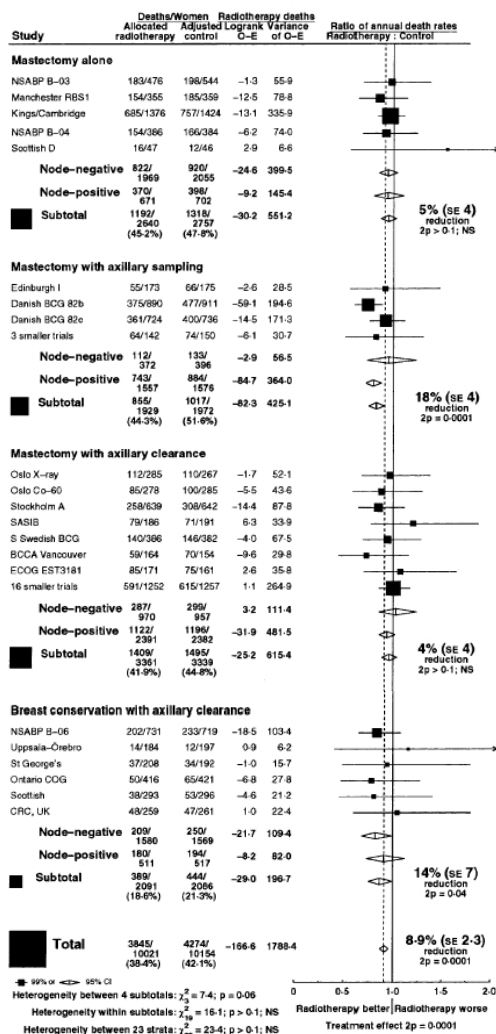 Deaths/Women Radiotherapy deaths
Allocated Adjusted Logrank Variance Ratio of annual death rates
Study radiotherapy control O–E of O–E Radiotherapy : Control
Mastectomy alone
NSABP B–03 183/476 198/544 –1·3 55·9
Manchester RBS1 154/355 185/359 –12·5 78·8
Kings/Cambridge 685/1376 757/1424 –13·1 335·9
NSABP B–04 154/386 166/384 –6·2 74·0
Scottish D 16/47 12/46 2·9 6·6
Node–negative 822/ 920/ –24·6 399·5
1969 2055
Node–positive 370/ 398/ –9·2 145·4
671 702
Subtotal 1192/ 1318/ –30·2 551·2 5% (SE 4)
2640 2757 reduction
(45·2%) (47·8%) 2p > 0·1; NS
Mastectomy with axillary sampling
Edinburgh I 55/173 66/175 –2·6 28·5
Danish BCG 82b 375/890 477/911 –59·1 194·6
Danish BCG 82c 361/724 400/736 –14·5 171·3
3 smaller trials 64/142 74/150 –6·1 30·7
Node–negative 112/ 133/ –2·9 56·5
372 396
Node–positive 743/ 884/ –84·7 364·0
1557 1576
Subtotal 855/ 1017/ –82·3 425·1 18% (SE 4)
1929 1972 reduction
(44·3%) (51·6%) 2p = 0·0001
Mastectomy with axillary clearance
Oslo X–ray 112/285 110/267 –1·7 52·1
Oslo Co–60 85/278 100/285 –5·5 43·6
Stockholm A 258/639 308/642 –14·4 87·8
SASIB 79/186 71/191 6·3 33·9
S Swedish BCG 140/386 146/382 –4·0 67·5
BCCA Vancouver 59/164 70/154 –9·6 29·8
ECOG EST3181 85/171 75/161 2·6 35·8
16 smaller trials 591/1252 615/1257 1·1 264·9
Node–negative 287/ 299/ 3·2 111·4
970 957
Node–positive 1122/ 1196/ –31·9 481·5
2391 2382
Subtotal 1409/ 1495/ –25·2 615·4 4% (SE 4)
3361 3339 reduction
(41·9%) (44·8%) 2p > 0·1; NS
Breast conservation with axillary clearance
NSABP B–06 202/731 233/719 –18·5 103·4
Uppsala–Örebro 14/184 12/197 0·9 6·2
St George's 37/208 34/192 –1·0 15·7
Ontario COG 50/416 65/421 –6·8 27·8
Scottish 38/293 53/296 –4·6 21·2
CRC, UK 48/259 47/261 1·0 22·4
Node–negative 209/ 250/ –21·7 109·4
1580 1569
Node–positive 180/ 194/ –8·2 82·0
511 517
Subtotal 389/ 444/ –29·0 196·7 14% (SE 7)
2091 2086 reduction
(18·6%) (21·3%) 2p = 0·04
Total 3845/ 4274/ –166·6 1788·4 8·9% (SE 2·3)
10021 10154 reduction
(38·4%) (42·1%) 2p = 0·0001
99% or 95% CI
0·0 0·5 1·0 1·5 2·0
Heterogeneity between 4 subtotals: χ²3= 7·4; p = 0·06
Radiotherapy better Radiotherapy worse
Heterogeneity within subtotals: χ²19= 16·1; p > 0·1; NS
Treatment effect 2p = 0·0001
Heterogeneity between 23 strata: = 23·4; p > 0·1; NS